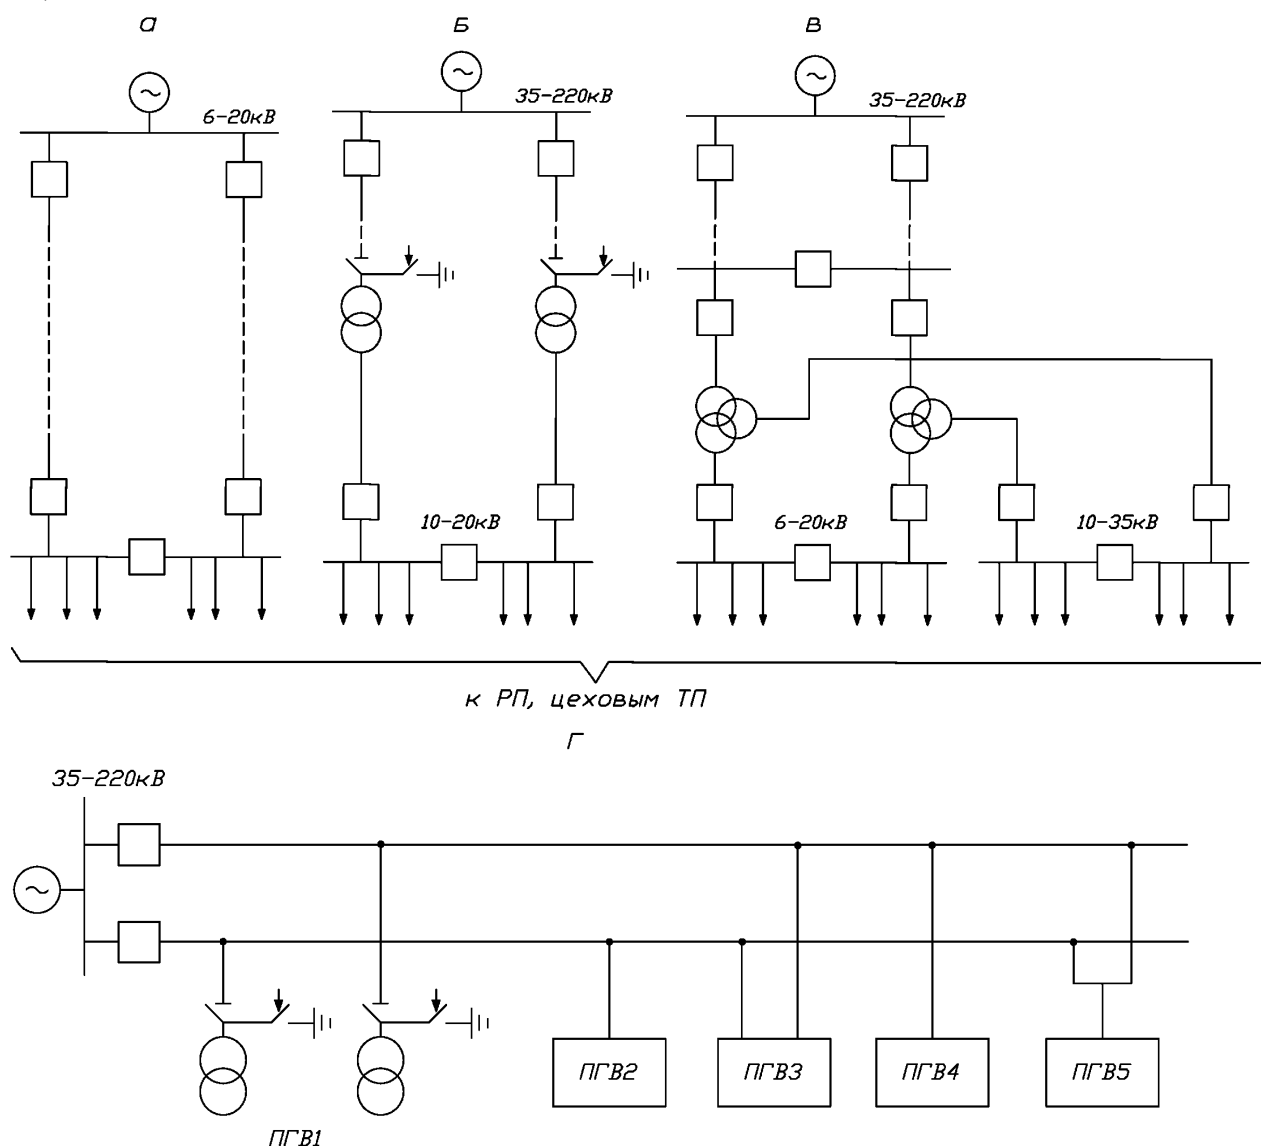 а
Б
В
6-20кВ
35-220кВ
35-220кВ
10-20кВ
6-20кВ
10-35кВ
к РП, цеховым ТП
Г
35-220кВ
ПГВ2
ПГВ3
ПГВ4
ПГВ5
ПГВ1